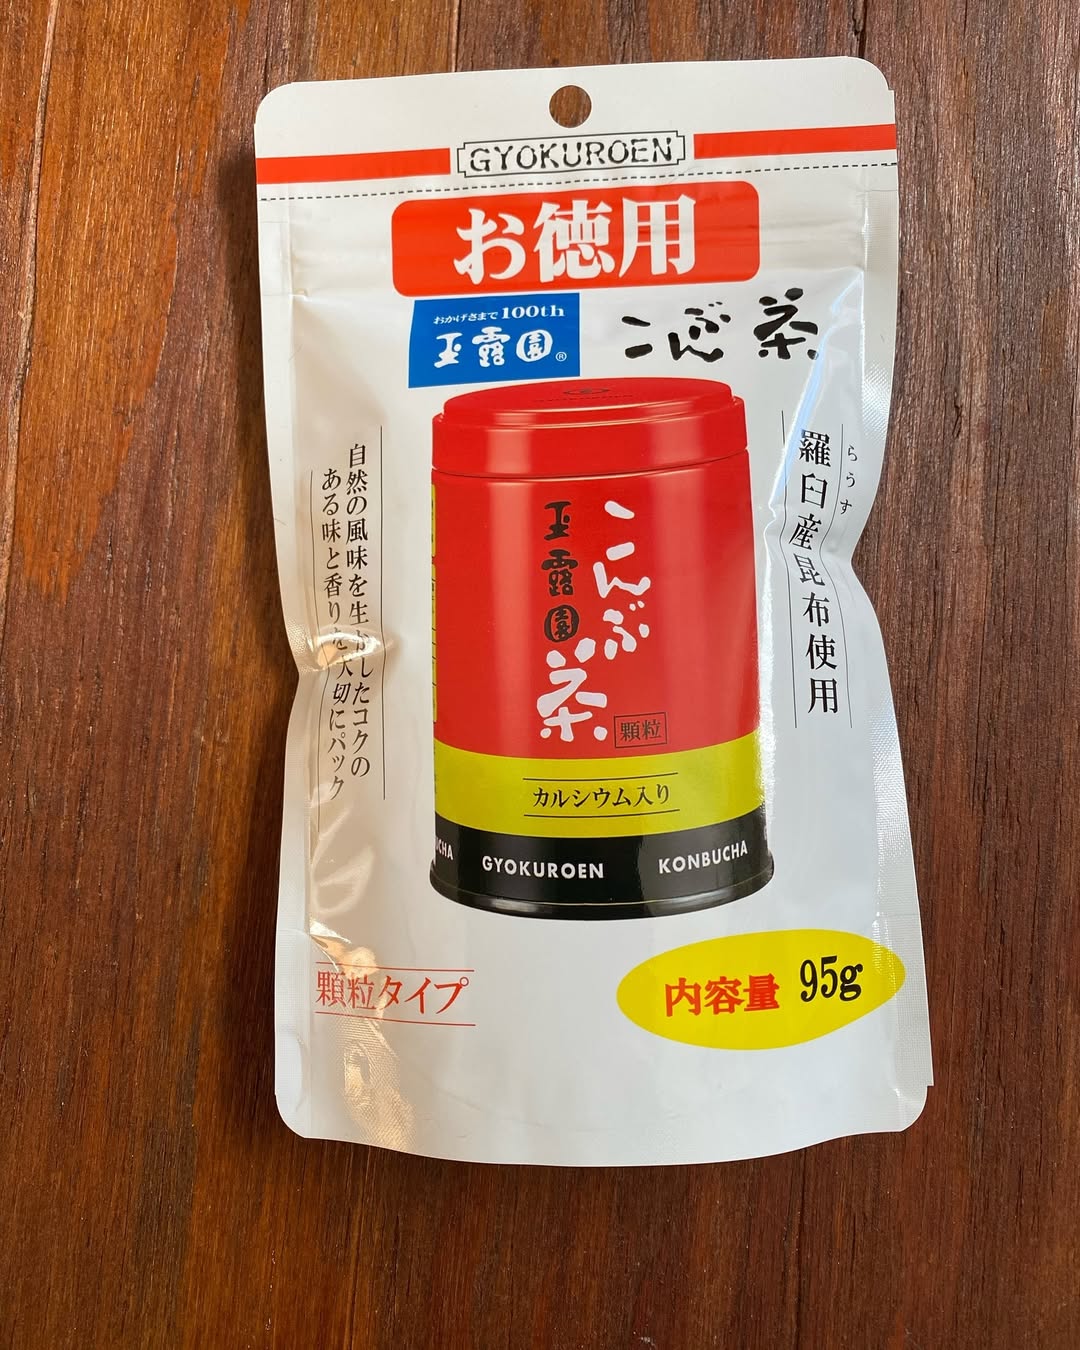 GYOKUROEN
お徳用
おかげさまで100th
玉露園®
こんぶ茶
羅臼産昆布使用
らうす
自然の風味を生かしたコクの
ある味と香りを大切にパック
こんぶ茶
玉露園
顆粒
カルシウム入り
UCHA GYOKUROEN KONBUCHA
顆粒タイプ
内容量 95g